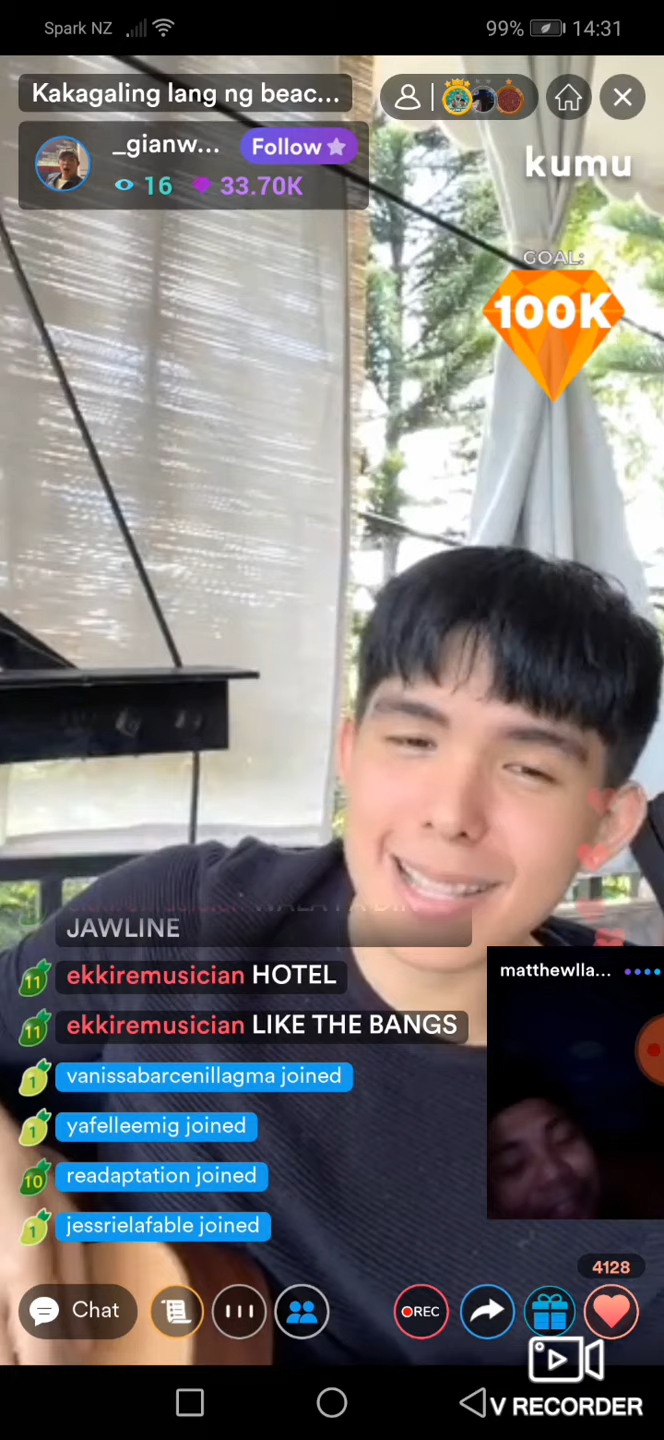 Spark NZ
99%
14:31
Kakagaling lang ng beac...
_gianw...
Follow
16
33.70K
kumu
GOAL:
100K
JAWLINE
11 ekkiremusician HOTEL
11 ekkiremusician LIKE THE BANGS
1 vanissabarcenillagma joined
1 yafelleemig joined
10 readaptation joined
1 jessrielafable joined
matthewlla...
4128
Chat
REC
V RECORDER